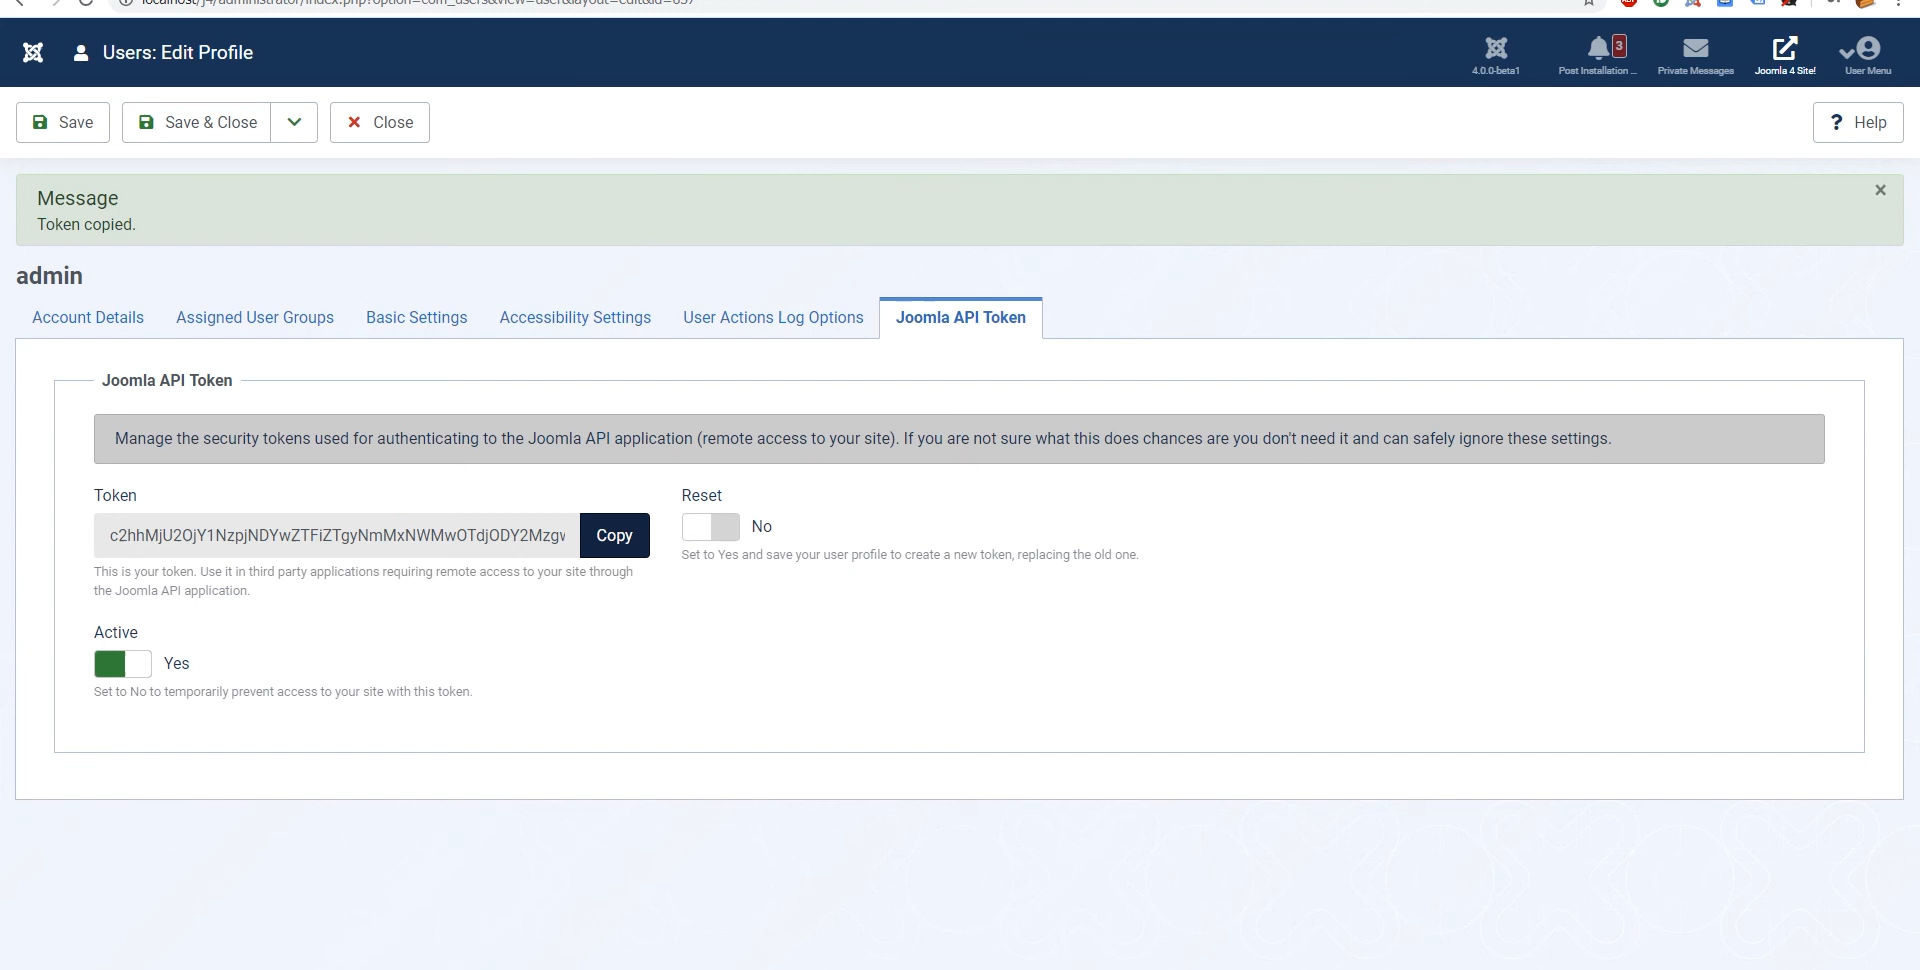 Users: Edit Profile
4.0.0-beta1
3
Post Installation ...
Private Messages
Joomla 4 Site!
User Menu
Save
Save & Close
Close
? Help
Message
Token copied.
admin
Account Details
Assigned User Groups
Basic Settings
Accessibility Settings
User Actions Log Options
Joomla API Token
Joomla API Token
Manage the security tokens used for authenticating to the Joomla API application (remote access to your site). If you are not sure what this does chances are you don't need it and can safely ignore these settings.
Token
Reset
c2hhMjU2OjY1NzpjNDYwZTFiZTgyNmMxNWMwOTdjODY2Mzgv
Copy
No
Set to Yes and save your user profile to create a new token, replacing the old one.
This is your token. Use it in third party applications requiring remote access to your site through
the Joomla API application.
Active
Yes
Set to No to temporarily prevent access to your site with this token.